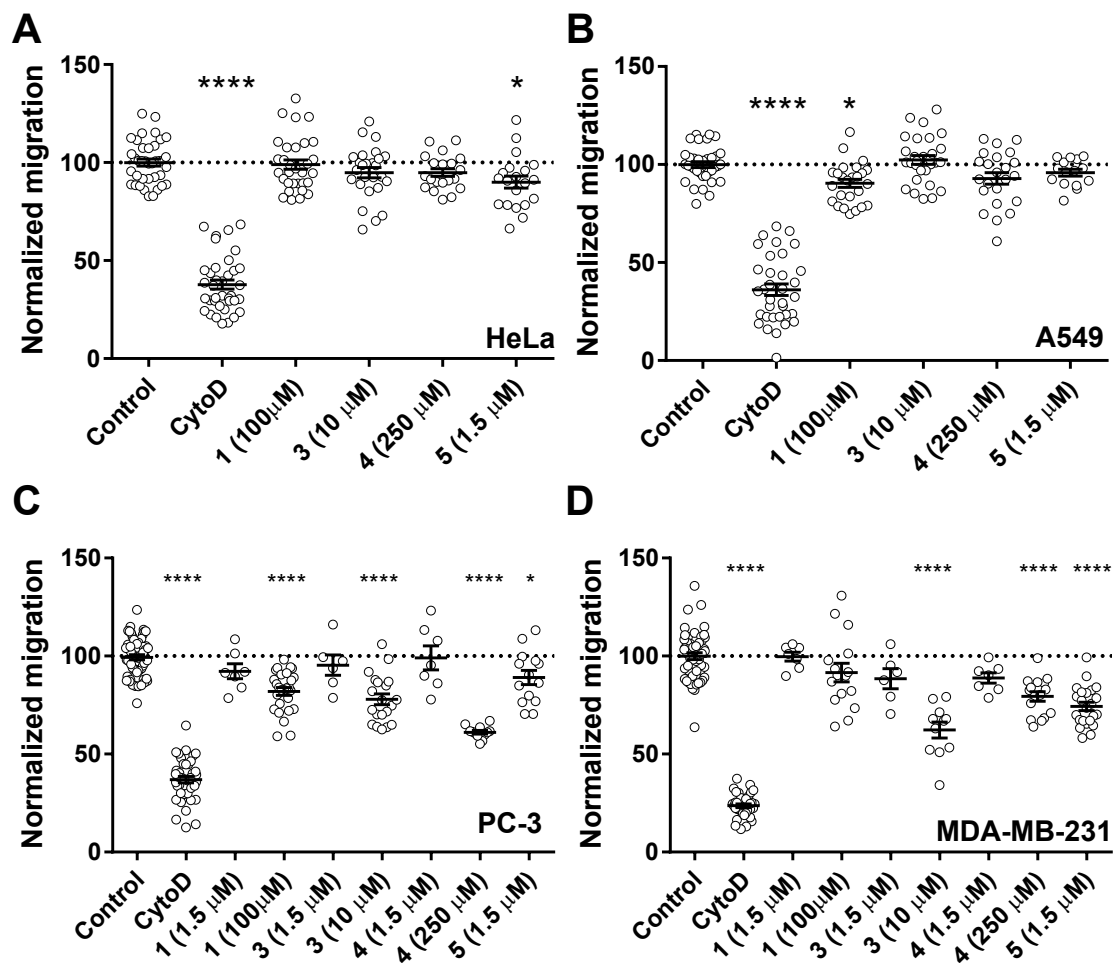 A
Normalized migration
150
100
50
0
**** *
HeLa
Control
CytoD
1 (100μM)
3 (10 μM)
4 (250 μM)
5 (1.5 μM)
B
Normalized migration
150
100
50
0
**** *
A549
Control
CytoD
1 (100μM)
3 (10 μM)
4 (250 μM)
5 (1.5 μM)
C
Normalized migration
150
100
50
0
**** **** **** **** *
PC-3
Control
CytoD
1 (1.5 μM)
1 (100μM)
3 (1.5 μM)
3 (10 μM)
4 (1.5 μM)
4 (250 μM)
5 (1.5 μM)
D
Normalized migration
150
100
50
0
**** **** **** ****
MDA-MB-231
Control
CytoD
1 (1.5 μM)
1 (100μM)
3 (1.5 μM)
3 (10 μM)
4 (1.5 μM)
4 (250 μM)
5 (1.5 μM)